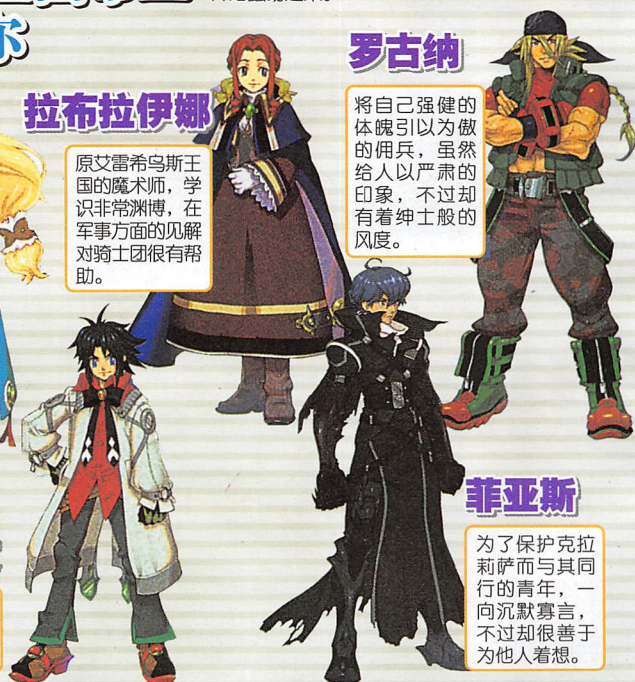 尔
拉布拉伊娜
原艾雷希乌斯王
国的魔术师，学
识非常渊博，在
军事方面的见解
对骑士团很有帮
助。
罗古纳
将自己强健的
体魄引以为傲
的佣兵，虽然
给人以严肃的
印象，不过却
有着绅士般的
风度。
菲亚斯
为了保护克拉
莉萨而与其同
行的青年，一
向沉默寡言，
不过却很善于
为他人着想。